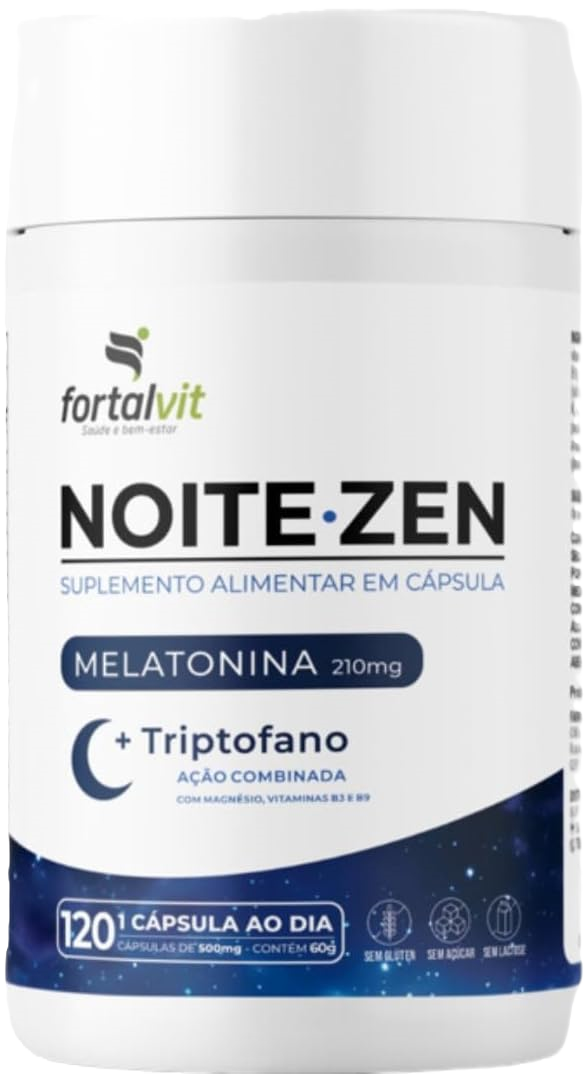 fortalvit
Saúde e bem-estar
NOITE•ZEN
SUPLEMENTO ALIMENTAR EM CÁPSULA
MELATONINA 210mg
+ Triptofano
AÇÃO COMBINADA
COM MAGNÉSIO, VITAMINAS B3 E B9
120 1 CÁPSULA AO DIA
CÁPSULAS DE 500mg - CONTÉM 60g
SEM GLÚTEN SEM AÇÚCAR SEM LACTOSE